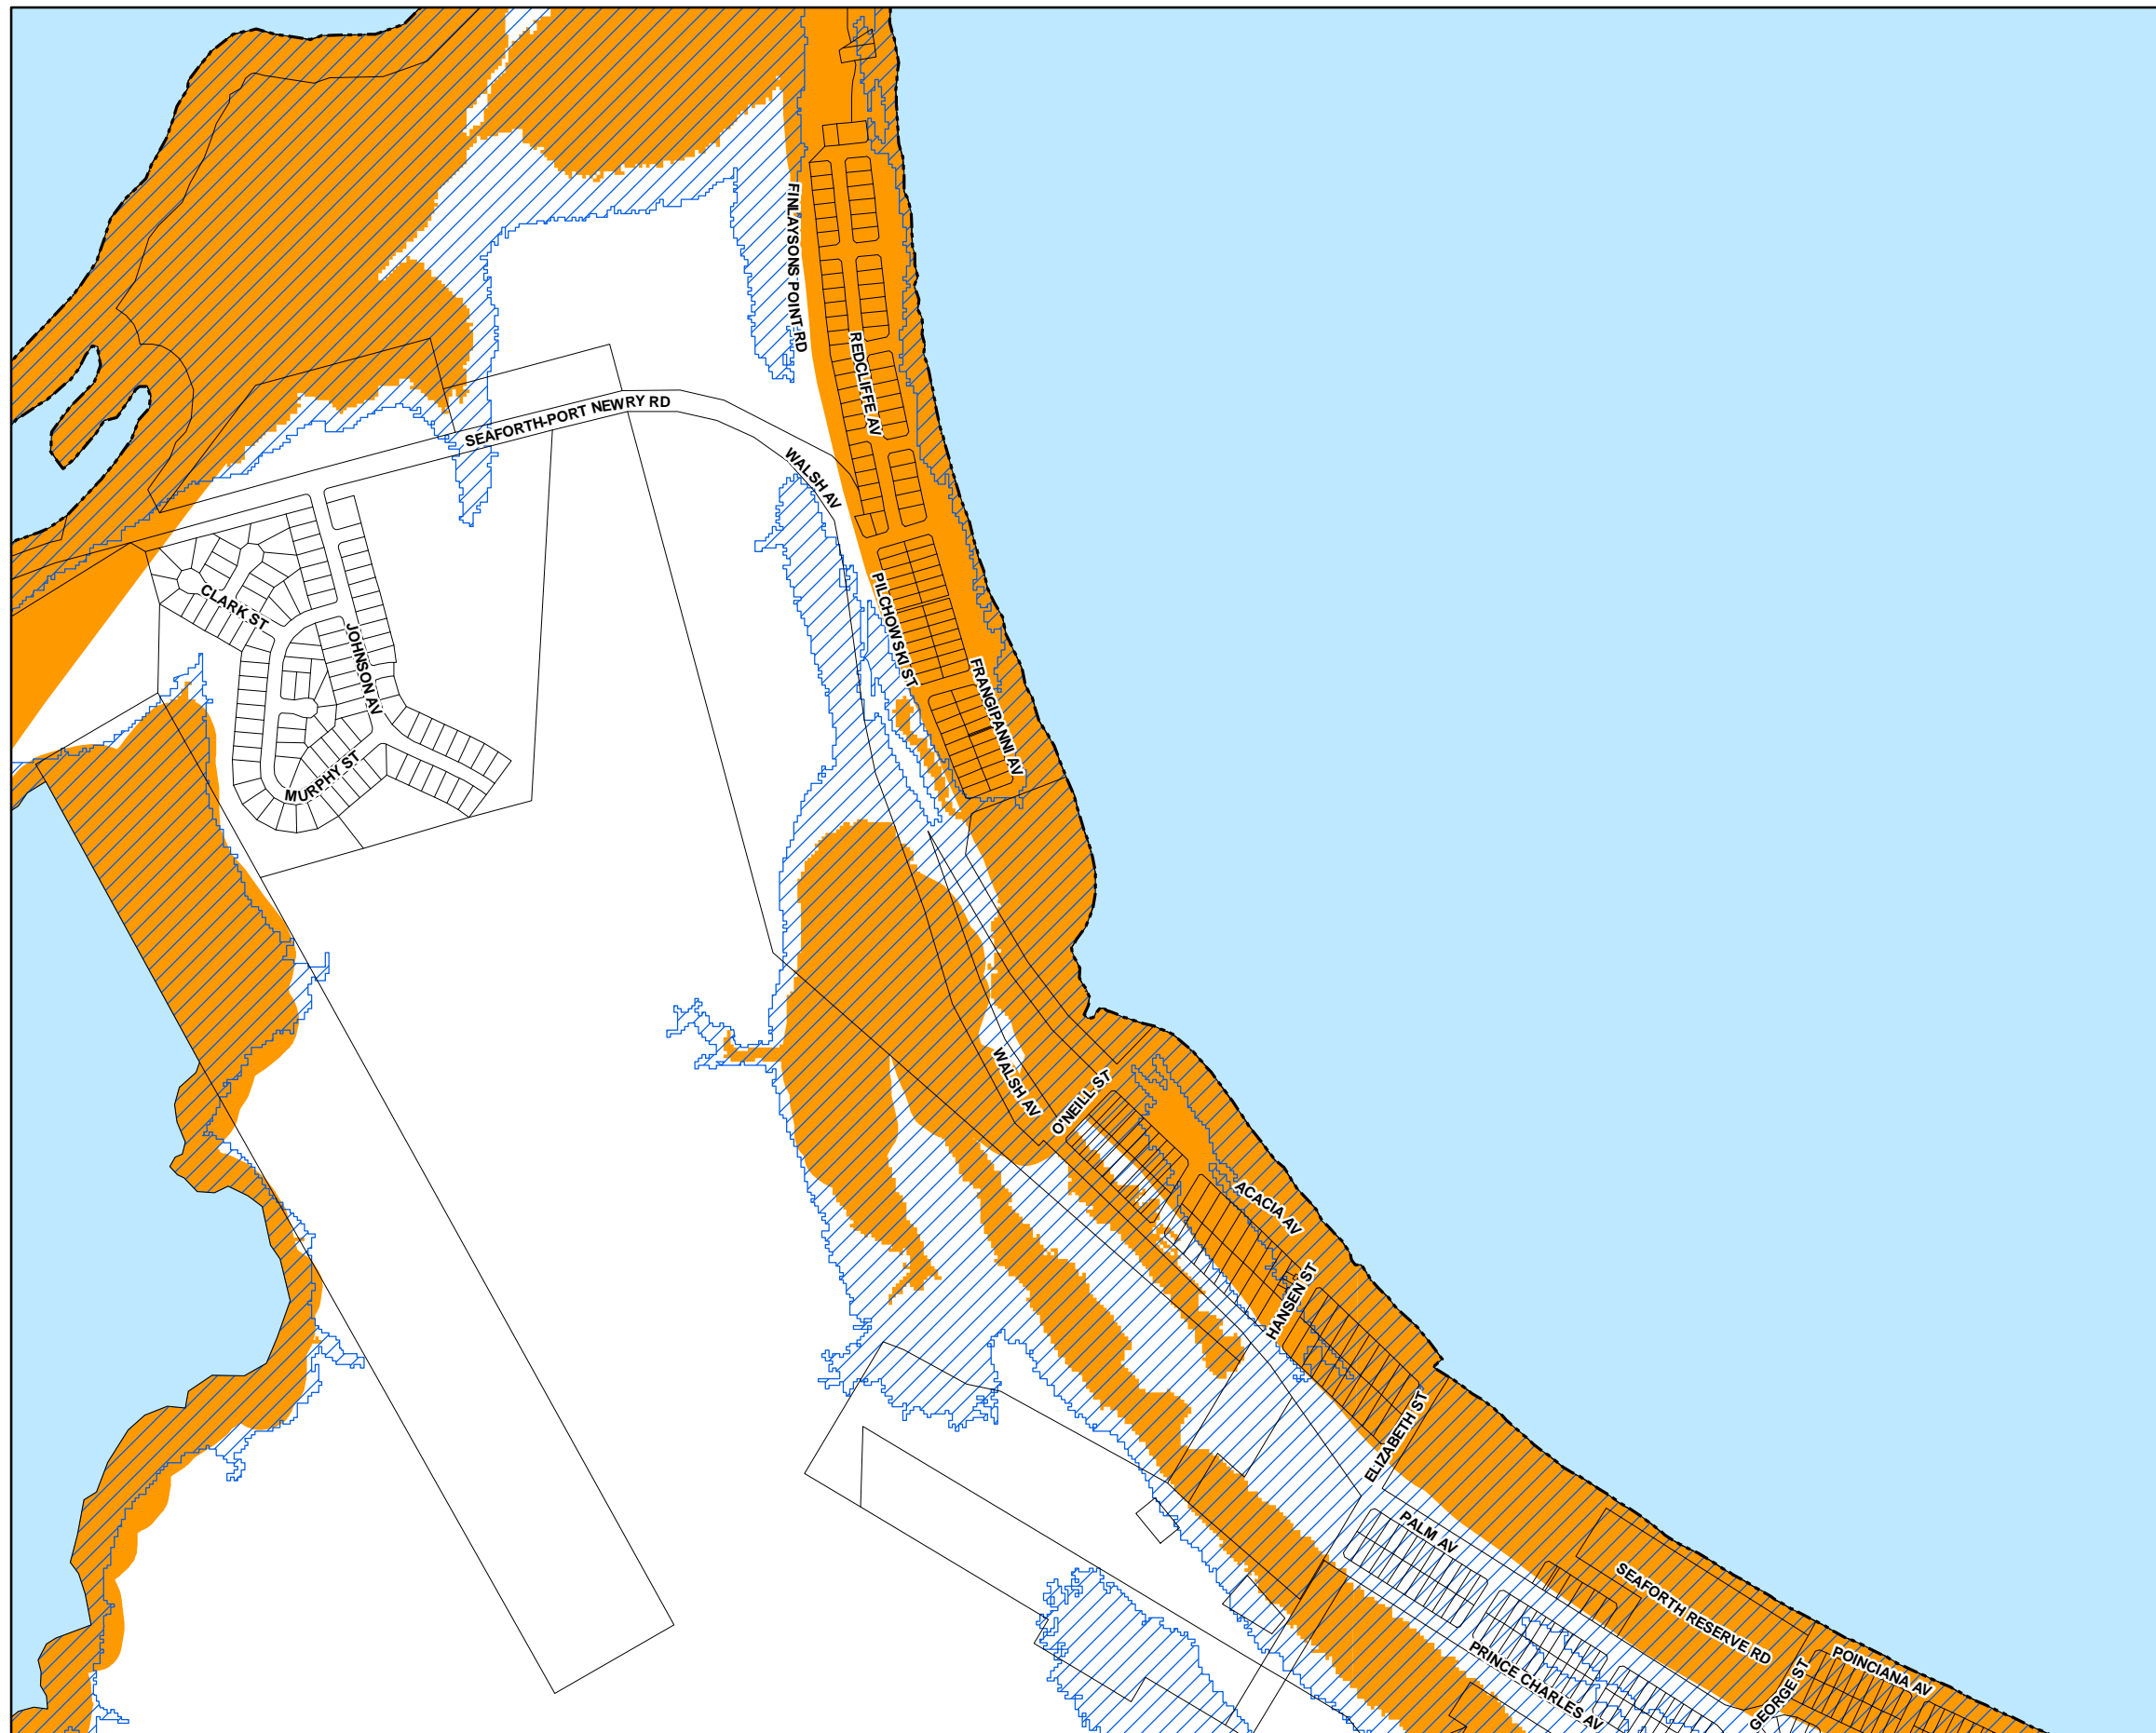 FINLAYSONS POINT RD
REDCLIFFE AV
SEAFORTH-PORT NEWRY RD
WALSH AV
CLARK ST
PILCHOWSKI ST
JOHNSON AV
FRANGIPANNI AV
MURPHY ST
WALSH AV
O'NEILL ST
ACACIA AV
HANSEN ST
ELIZABETH ST
PALM AV
SEAFORTH RESERVE RD
PRINCE CHARLES AV
POINCIANA AV
GEORGE ST